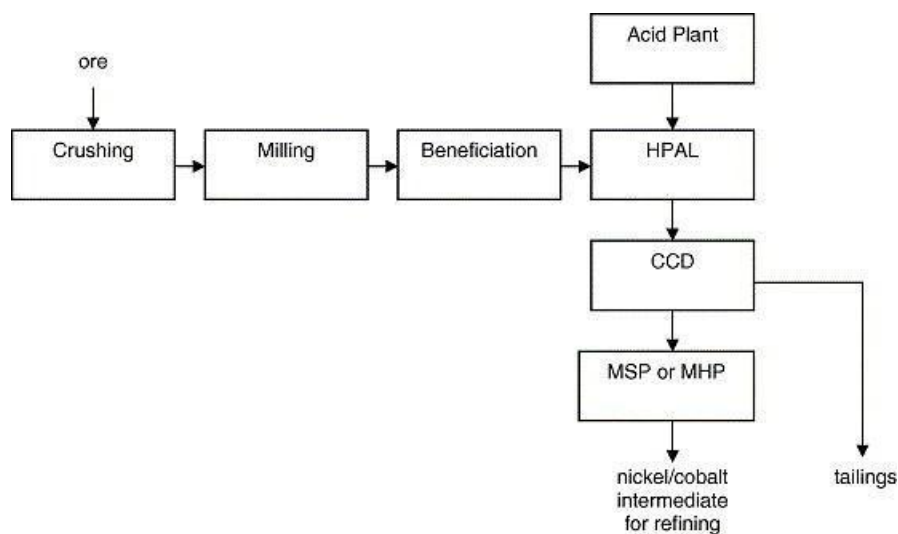 Acid Plant
ore
Crushing
Milling
Beneficiation
HPAL
CCD
MSP or MHP
nickel/cobalt
intermediate
for refining
tailings